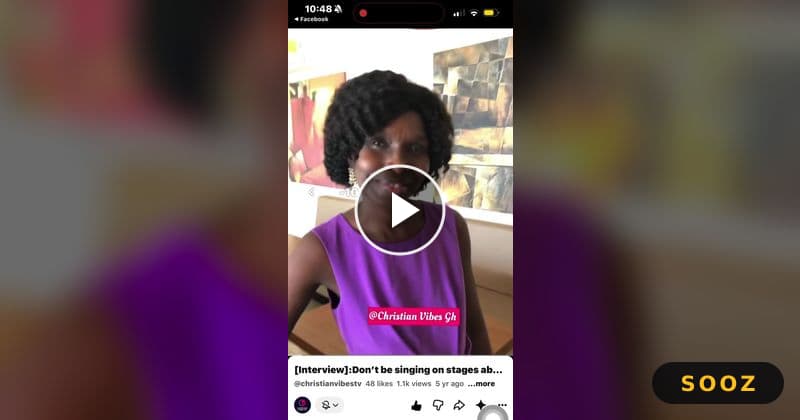 10:48
◄ Facebook
@Christian Vibes Gh
[Interview]:Don't be singing on stages ab...
@christianvibestv 48 likes 1.1k views 5 yr ago ...more
SOOZ